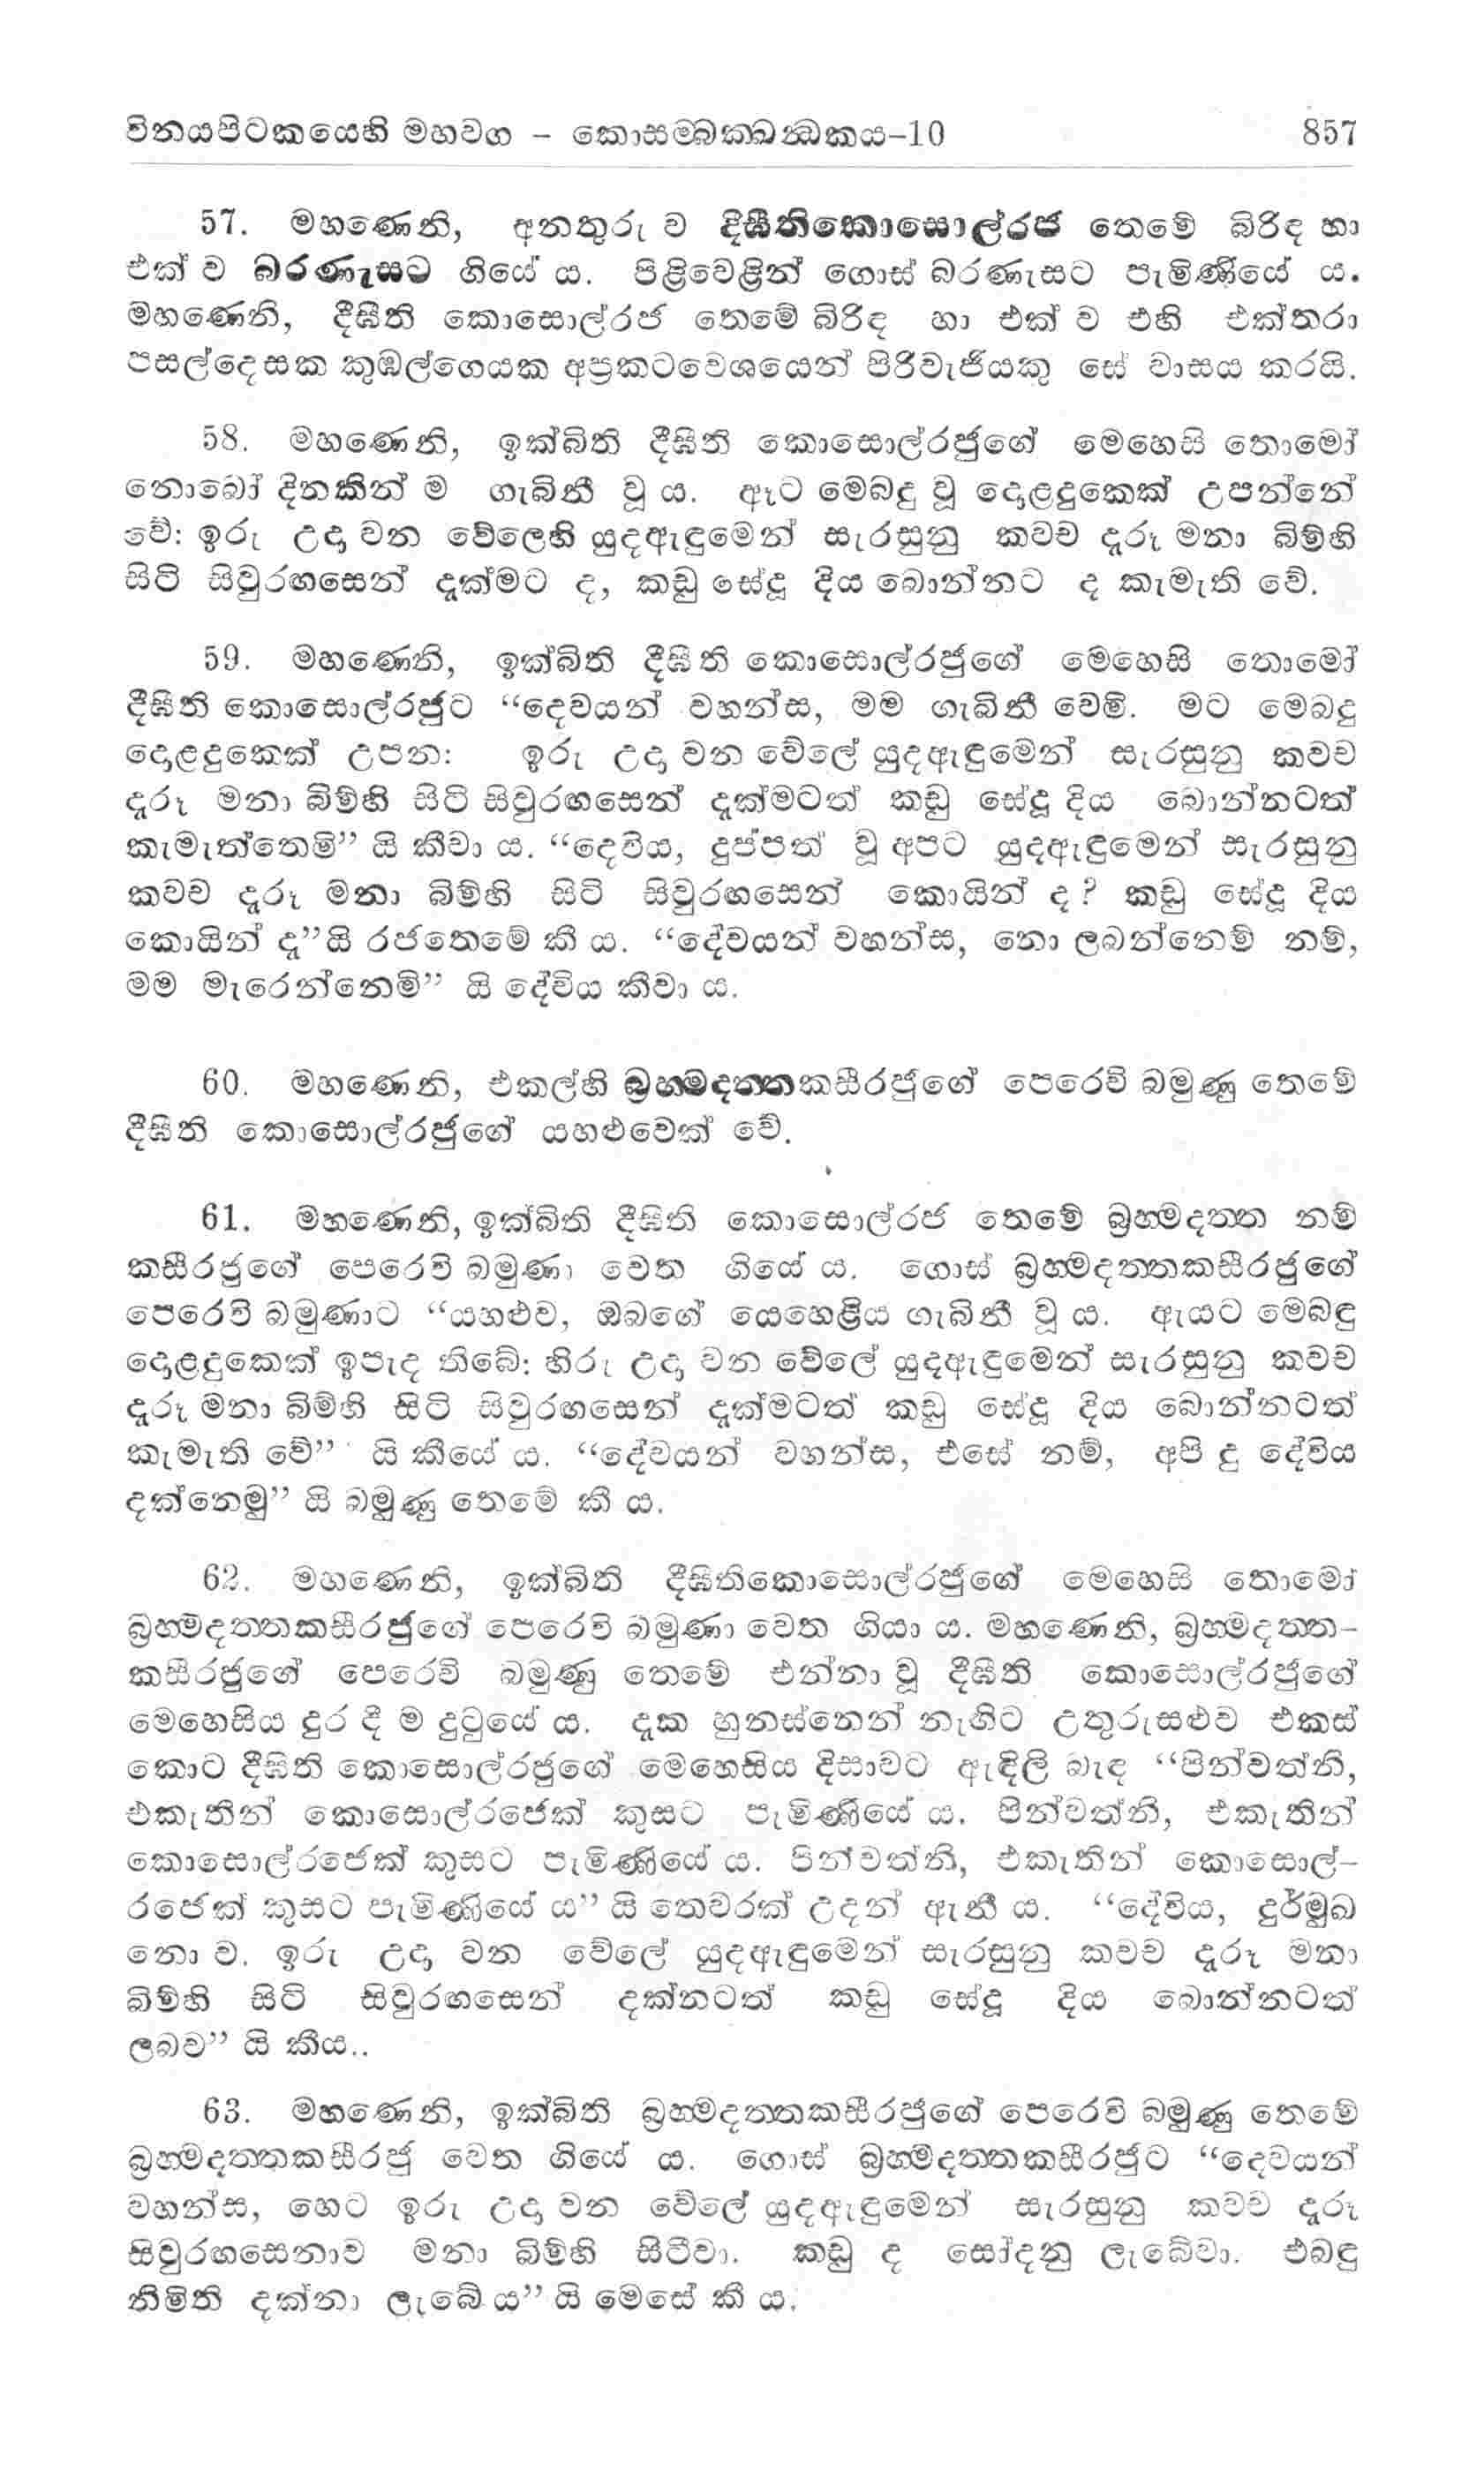 විනයපිටකයෙහි මහවග - කොසම්බක්ඛන්ධකය-10 857
57. මහණෙනි, අනතුරු ව දීඝීතිකොසොල්රජ තෙමේ බිරිඳ හා
එක් ව බරණැසට ගියේ ය. පිළිවෙළින් ගොස් බරණැසට පැමිණියේ ය.
මහණෙනි, දීඝීති කොසොල්රජ තෙමේ බිරිඳ හා එක් ව එහි එක්තරා
පසල්දෙසක කුඹල්ගෙයක අප්‍රකටවෙශයෙන් පිරිවැජියකු සේ වාසය කරයි.
58. මහණෙනි, ඉක්බිති දීඝීති කොසොල්රජුගේ මෙහෙසි තොමෝ
නොබෝ දිනකින් ම ගැබිනී වූ ය. ඈට මෙබඳු වූ දොළදුකෙක් උපන්නේ
වේ: ඉරු උදා වන වේලෙහි යුදඇඳුමෙන් සැරසුනු කවච දැරූ මනා බිම්හි
සිටි සිවුරඟසෙන් දැක්මට ද, කඩු සේදූ දිය බොන්නට ද කැමැති වේ.
59. මහණෙනි, ඉක්බිති දීඝීති කොසොල්රජුගේ මෙහෙසි තොමෝ
දීඝීති කොසොල්රජුට “දෙවයන් වහන්ස, මම ගැබිනී වෙමි. මට මෙබඳු
දොළදුකෙක් උපන: ඉරු උදා වන වේලේ යුදඇඳුමෙන් සැරසුනු කවච
දැරූ මනා බිම්හි සිටි සිවුරඟසෙන් දැක්මටත් කඩු සේදූ දිය බොන්නටත්
කැමැත්තෙමි” යි කීවා ය. “දෙවිය, දුප්පත් වූ අපට යුදඇඳුමෙන් සැරසුනු
කවච දැරූ මනා බිම්හි සිටි සිවුරඟසෙන් කොයින් ද? කඩු සේදූ දිය
කොයින් දැ”යි රජතෙමේ කී ය. “දේවයන් වහන්ස, නො ලබන්නෙම් නම්,
මම මැරෙන්නෙමි” යි දේවිය කීවා ය.
60. මහණෙනි, එකල්හි බ්‍රහ්මදත්තකසීරජුගේ පෙරෙවි බමුණු තෙමේ
දීඝීති කොසොල්රජුගේ යහළුවෙක් වේ.
61. මහණෙනි, ඉක්බිති දීඝිති කොසොල්රජ තෙමේ බ්‍රහ්මදත්ත නම්
කසීරජුගේ පෙරෙවි බමුණා වෙත ගියේ ය. ගොස් බ්‍රහ්මදත්තකසීරජුගේ
පෙරෙවි බමුණාට “යහළුව, ඔබගේ යෙහෙළිය ගැබිනී වූ ය. ඇයට මෙබඳු
දොළදුකෙක් ඉපැද තිබේ: හිරු උදා වන වේලේ යුදඇඳුමෙන් සැරසුනු කවච
දැරූ මනා බිම්හි සිටි සිවුරඟසෙන් දැක්මටත් කඩු සේදූ දිය බොන්නටත්
කැමැති වේ” යි කීයේ ය. “දේවයන් වහන්ස, එසේ නම්, අපි දු දේවිය
දක්නෙමු” යි බමුණු තෙමේ කී ය.
62. මහණෙනි, ඉක්බිති දීඝිතිකොසොල්රජුගේ මෙහෙසි තොමෝ
බ්‍රහ්මදත්තකසීරජුගේ පෙරෙවි බමුණා වෙත ගියා ය. මහණෙනි, බ්‍රහ්මදත්ත-
කසීරජුගේ පෙරෙවි බමුණු තෙමේ එන්නා වූ දීඝීති කොසොල්රජුගේ
මෙහෙසිය දුර දී ම දුටුයේ ය. දැක හුනස්නෙන් නැඟිට උතුරුසළුව එකස්
කොට දීඝිති කොසොල්රජුගේ මෙහෙසිය දිසාවට ඇඳිලි බැඳ “පින්වත්නි,
එකැතින් කොසොල්රජෙක් කුසට පැමිණියේ ය. පින්වත්නි, එකැතින්
කොසොල්රජෙක් කුසට පැමිණියේ ය. පින්වත්නි, එකැතින් කොසොල්-
රජෙක් කුසට පැමිණියේ ය” යි තෙවරක් උදන් ඇනී ය. “දේවිය, දුර්මුඛ
නො ව. ඉරු උදා වන වේලේ යුදඇඳුමෙන් සැරසුනු කවච දැරූ මනා
බිම්හි සිටි සිවුරඟසෙන් දක්නටත් කඩු සේදූ දිය බොන්නටත්
ලබව” යි කීය..
63. මහණෙනි, ඉක්බිති බ්‍රහ්මදත්තකසීරජුගේ පෙරෙවි බමුණු තෙමේ
බ්‍රහ්මදත්තකසීරජු වෙත ගියේ ය. ගොස් බ්‍රහ්මදත්තකසීරජුට “දෙවයන්
වහන්ස, හෙට ඉරු උදා වන වේලේ යුදඇඳුමෙන් සැරසුනු කවච දැරූ
සිවුරඟසෙනාව මනා බිම්හි සිටීවා. කඩු ද සෝදනු ලැබේවා. එබඳු
නිමිති දක්නා ලැබේ ය” යි මෙසේ කී ය.